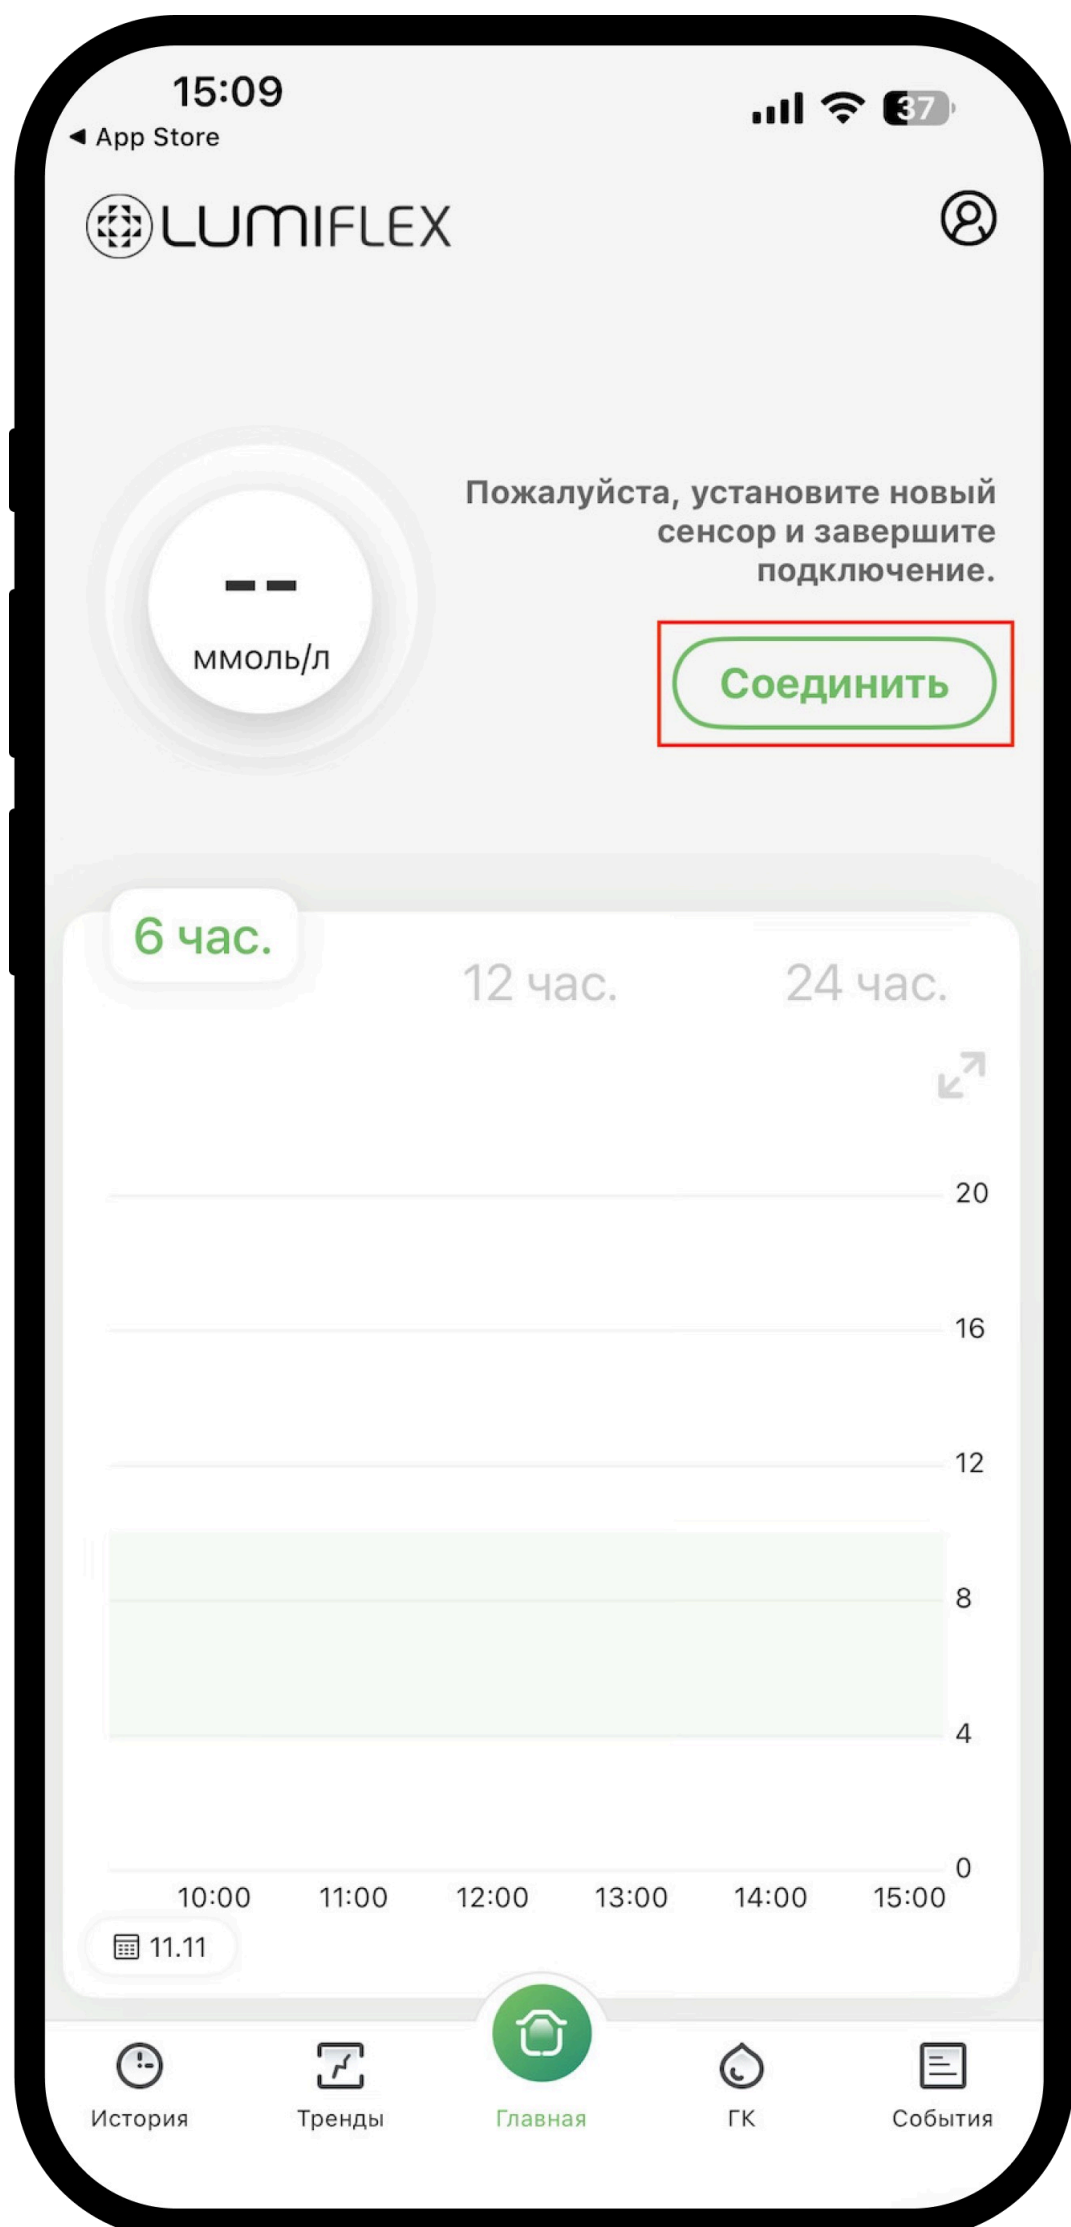 15:09
37
App Store
LUMIFLEX
Пожалуйста, установите новый
сенсор и завершите
подключение.
--
ммоль/л
Соединить
6 час.
12 час.
24 час.
20
16
12
8
4
0
10:00 11:00 12:00 13:00 14:00 15:00
11.11
История Тренды Главная ГК События